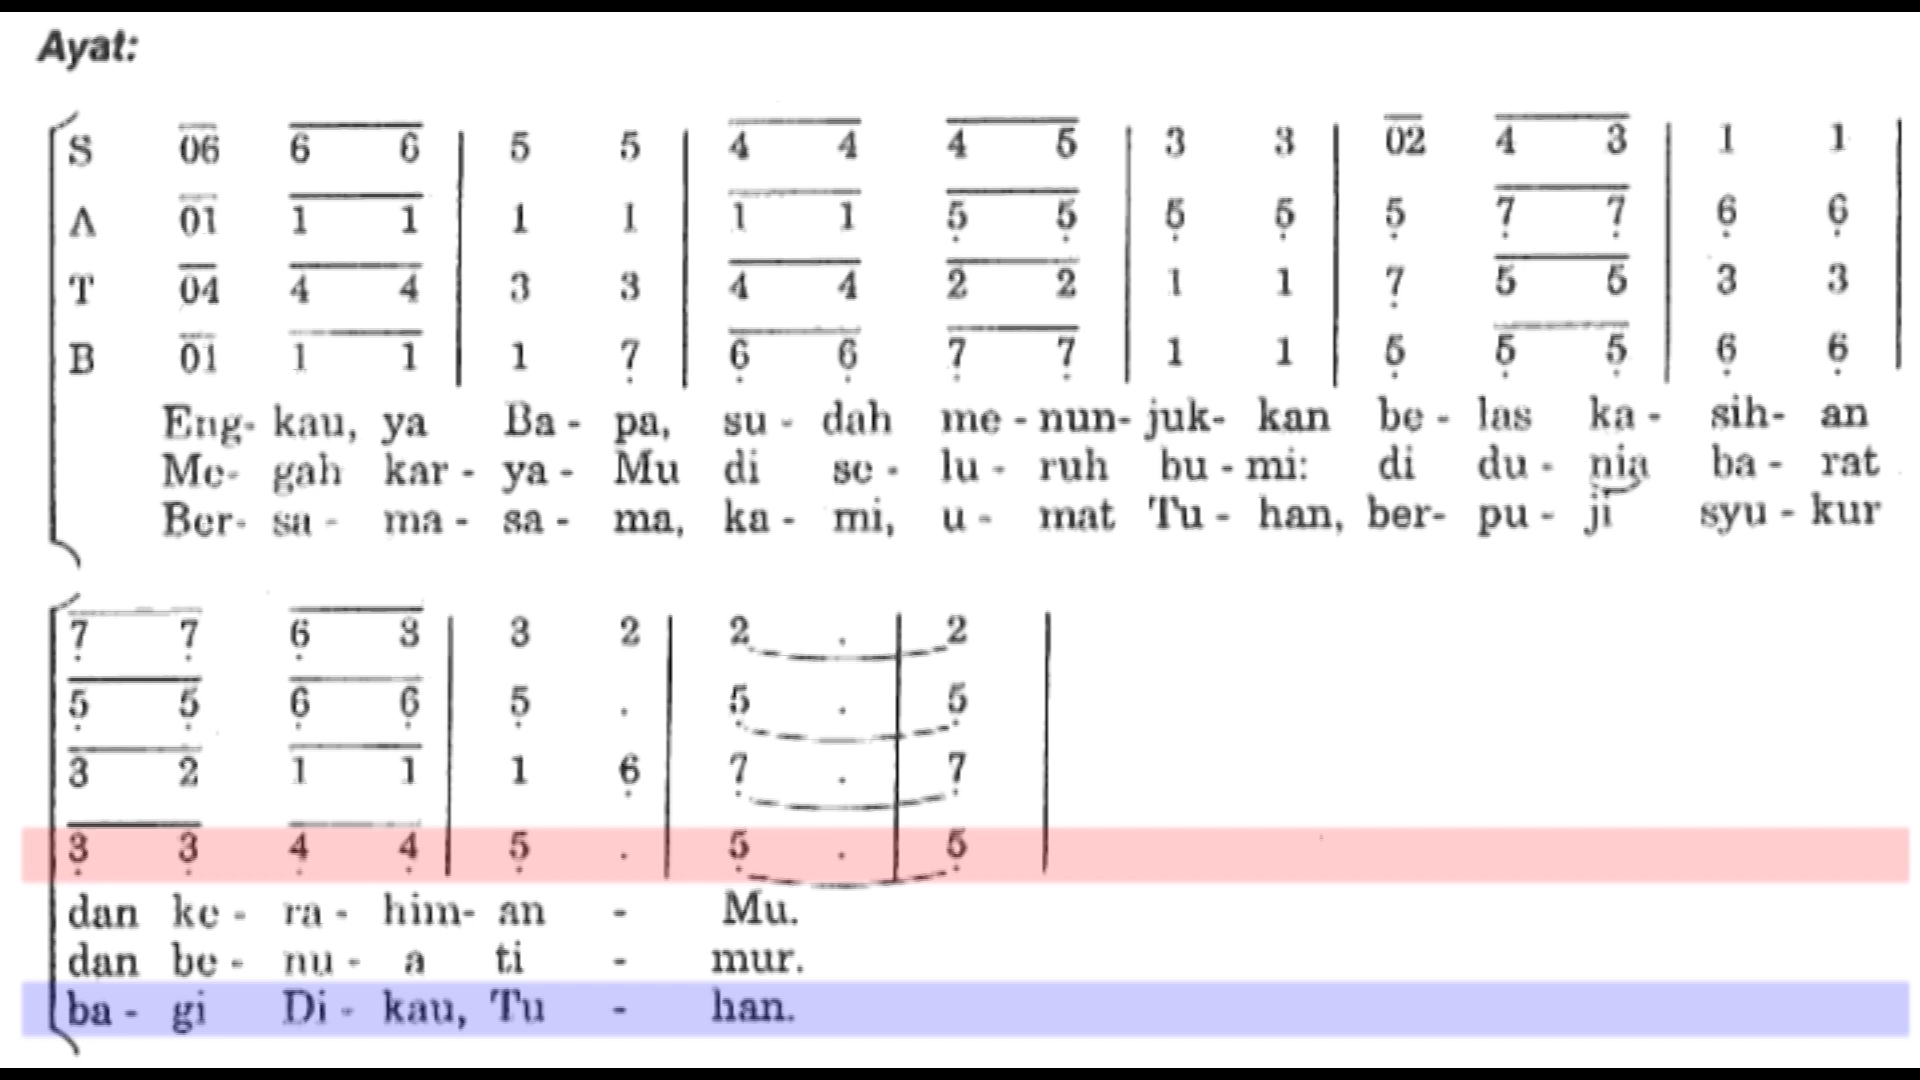 Ayat:
S 06 6 6 | 5 5 | 4 4 4 5 | 3 3 | 02 4 3 | 1 1 |
A 01 1 1 | 1 1 | 1 1 5̣ 5̣ | 5̣ 5̣ | 5̣ 7̣ 7̣ | 6̣ 6̣ |
T 04 4 4 | 3 3 | 4 4 2 2 | 1 1 | 7̣ 5 5 | 3 3 |
B 01 1 1 | 1 7̣ | 6̣ 6̣ 7̣ 7̣ | 1 1 | 5̣ 5̣ 5̣ | 6̣ 6̣ |
Eng- kau, ya Ba - pa, su - dah me - nun- juk- kan be - las ka - sih- an
Me- gah kar - ya - Mu di se - lu - ruh bu - mi: di du - nia ba - rat
Ber- sa - ma - sa - ma, ka - mi, u - mat Tu - han, ber- pu - ji syu - kur
7̣ 7̣ 6̣ 3 | 3 2 | 2 . | 2 |
5̣ 5̣ 6̣ 6̣ | 5̣ . | 5̣ . | 5̣ |
3 2 1 1 | 1 6̣ | 7̣ . | 7̣ |
3̣ 3̣ 4̣ 4̣ | 5̣ . | 5̣ . | 5̣ |
dan ke - ra - him- an - Mu.
dan be - nu - a ti - mur.
ba - gi Di - kau, Tu - han.